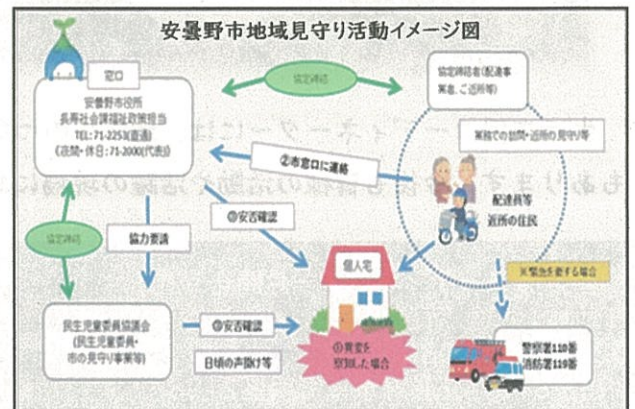 安曇野市地域見守り活動イメージ図
窓口
安曇野市役所
長寿社会課福祉政策担当
TEL:71-2253(直通)
(夜間・休日:71-2000(代表))
協定締結
協定締結者(配達事
業者、ご近所等)
業務での訪問・近所の見守り等
②市窓口に連絡
配達員等
近所の住民
③安否確認
協定締結
協力要請
個人宅
※緊急を要する場合
民生児童委員協議会
(民生児童委員・
市の見守り事業等)
③安否確認
日頃の声掛け等
①異変を
察知した場合
警察署110番
消防署119番